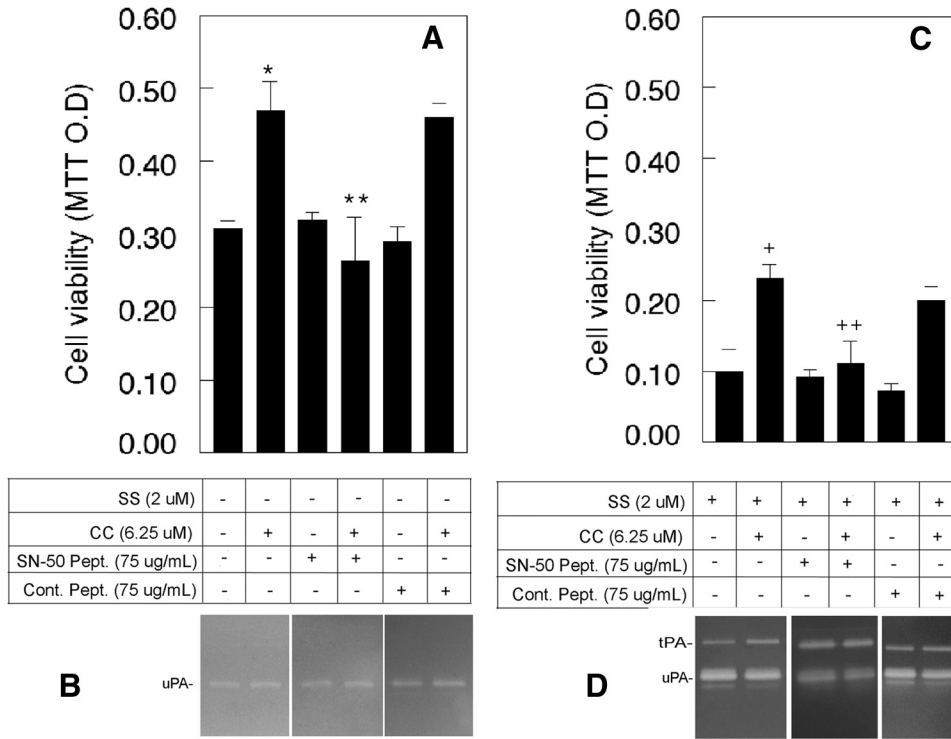 A
Cell viability (MTT O.D)
0.60
0.50
0.40
0.30
0.20
0.10
0.00
*
**
SS (2 uM) - - - - - -
CC (6.25 uM) - + - + - +
SN-50 Pept. (75 ug/mL) - - + + - -
Cont. Pept. (75 ug/mL) - - - - + +
B
uPA-
C
Cell viability (MTT O.D)
0.60
0.50
0.40
0.30
0.20
0.10
0.00
+
++
SS (2 uM) + + + + + +
CC (6.25 uM) - + - + - +
SN-50 Pept. (75 ug/mL) - - + + - -
Cont. Pept. (75 ug/mL) - - - - + +
D
tPA-
uPA-